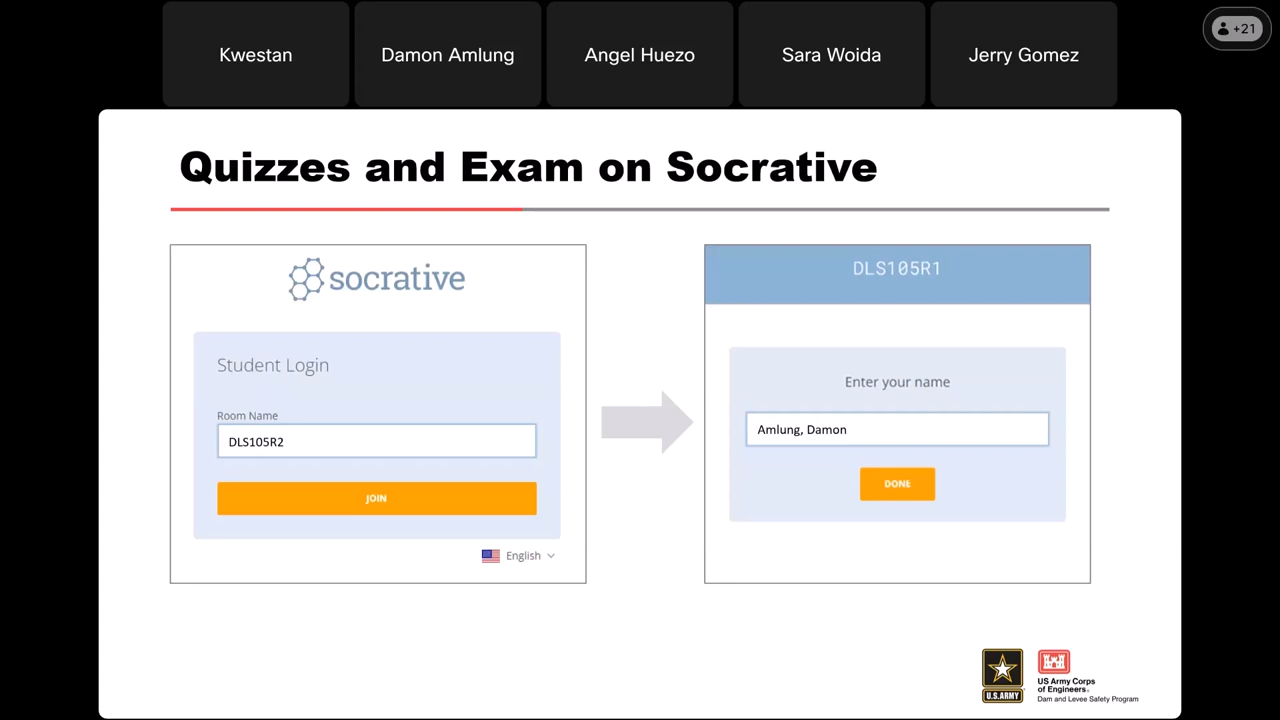 Kwestan
Damon Amlung
Angel Huezo
Sara Woida
Jerry Gomez
+21
Quizzes and Exam on Socrative
socrative
Student Login
Room Name
DLS105R2
JOIN
English
DLS105R1
Enter your name
Amlung, Damon
DONE
U.S.ARMY
US Army Corps
of Engineers®
Dam and Levee Safety Program